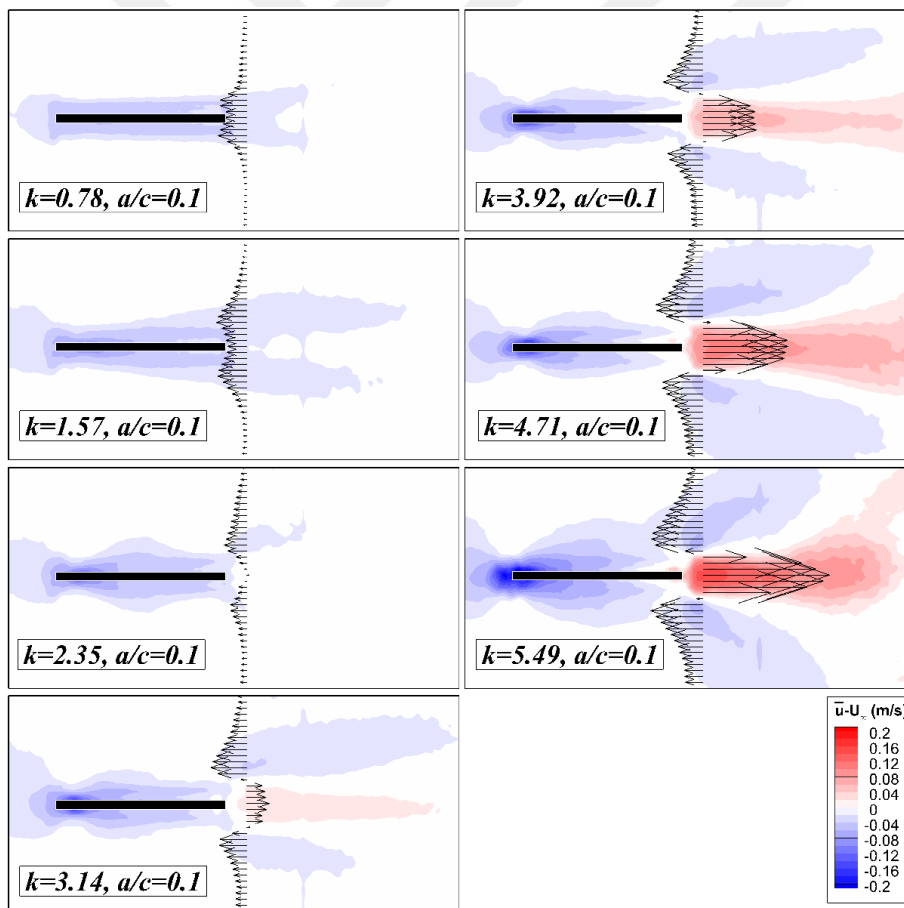 k=0.78, a/c=0.1
k=3.92, a/c=0.1
k=1.57, a/c=0.1
k=4.71, a/c=0.1
k=2.35, a/c=0.1
k=5.49, a/c=0.1
k=3.14, a/c=0.1
u̅-U∞ (m/s)
0.2
0.16
0.12
0.08
0.04
0
-0.04
-0.08
-0.12
-0.16
-0.2